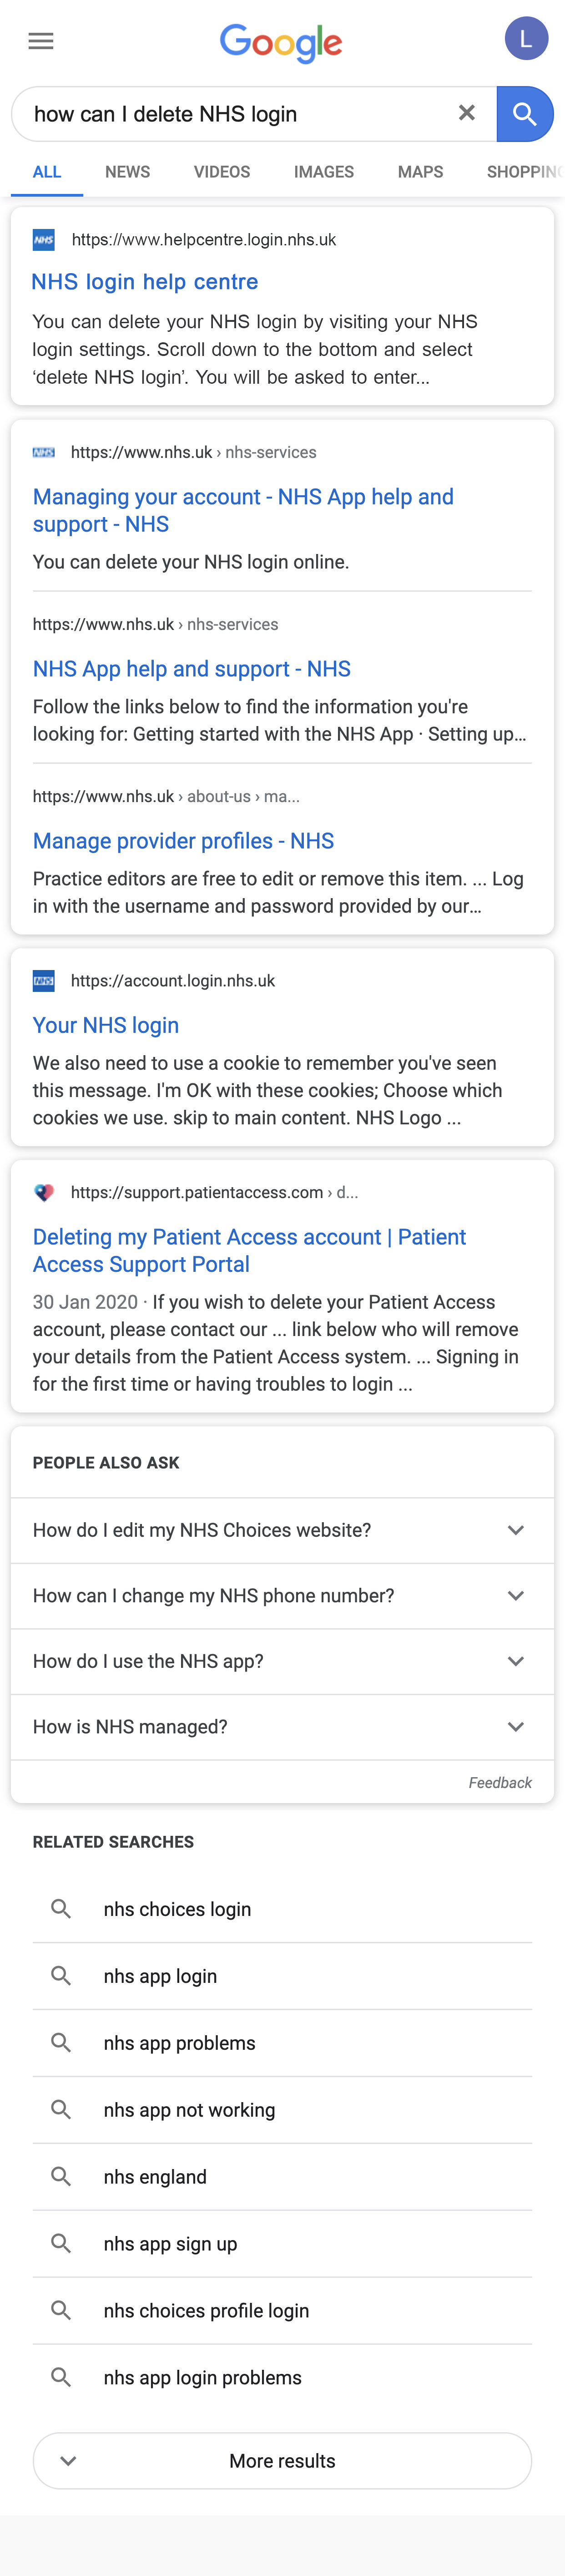 Google
L
how can I delete NHS login
ALL NEWS VIDEOS IMAGES MAPS SHOPPING
NHS https://www.helpcentre.login.nhs.uk
NHS login help centre
You can delete your NHS login by visiting your NHS
login settings. Scroll down to the bottom and select
‘delete NHS login’. You will be asked to enter...
NHS https://www.nhs.uk › nhs-services
Managing your account - NHS App help and
support - NHS
You can delete your NHS login online.
https://www.nhs.uk › nhs-services
NHS App help and support - NHS
Follow the links below to find the information you're
looking for: Getting started with the NHS App · Setting up...
https://www.nhs.uk › about-us › ma...
Manage provider profiles - NHS
Practice editors are free to edit or remove this item. ... Log
in with the username and password provided by our...
NHS https://account.login.nhs.uk
Your NHS login
We also need to use a cookie to remember you've seen
this message. I'm OK with these cookies; Choose which
cookies we use. skip to main content. NHS Logo ...
https://support.patientaccess.com › d...
Deleting my Patient Access account | Patient
Access Support Portal
30 Jan 2020 · If you wish to delete your Patient Access
account, please contact our ... link below who will remove
your details from the Patient Access system. ... Signing in
for the first time or having troubles to login ...
PEOPLE ALSO ASK
How do I edit my NHS Choices website?
How can I change my NHS phone number?
How do I use the NHS app?
How is NHS managed?
Feedback
RELATED SEARCHES
nhs choices login
nhs app login
nhs app problems
nhs app not working
nhs england
nhs app sign up
nhs choices profile login
nhs app login problems
More results